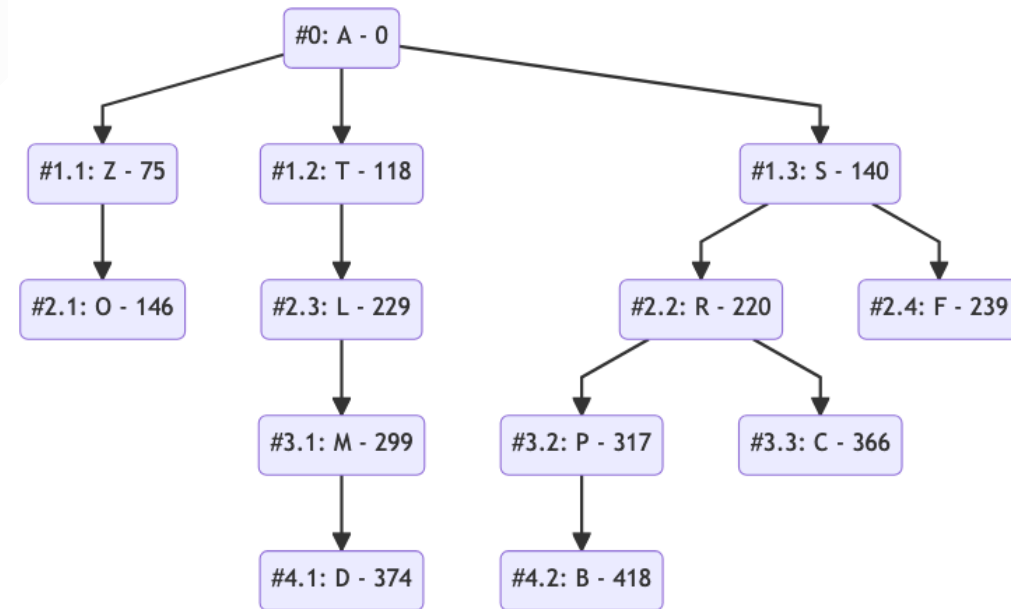 #0: A - 0
#1.1: Z - 75
#1.2: T - 118
#1.3: S - 140
#2.1: O - 146
#2.3: L - 229
#2.2: R - 220
#2.4: F - 239
#3.1: M - 299
#3.2: P - 317
#3.3: C - 366
#4.1: D - 374
#4.2: B - 418